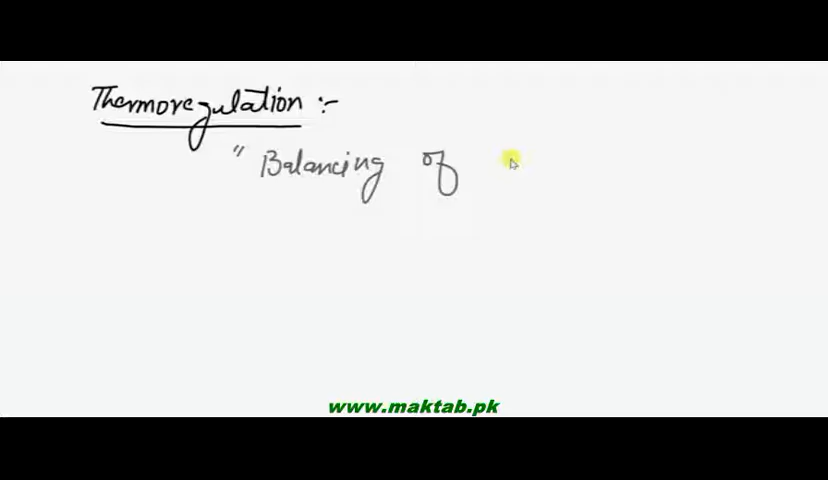 Thermoregulation :-
" Balancing of
www.maktab.pk